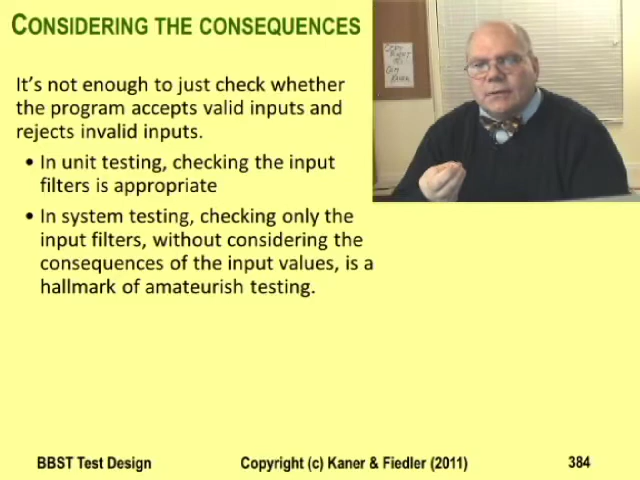 CONSIDERING THE CONSEQUENCES
It's not enough to just check whether
the program accepts valid inputs and
rejects invalid inputs.
• In unit testing, checking the input
filters is appropriate
• In system testing, checking only the
input filters, without considering the
consequences of the input values, is a
hallmark of amateurish testing.
BBST Test Design
Copyright (c) Kaner & Fiedler (2011)
384